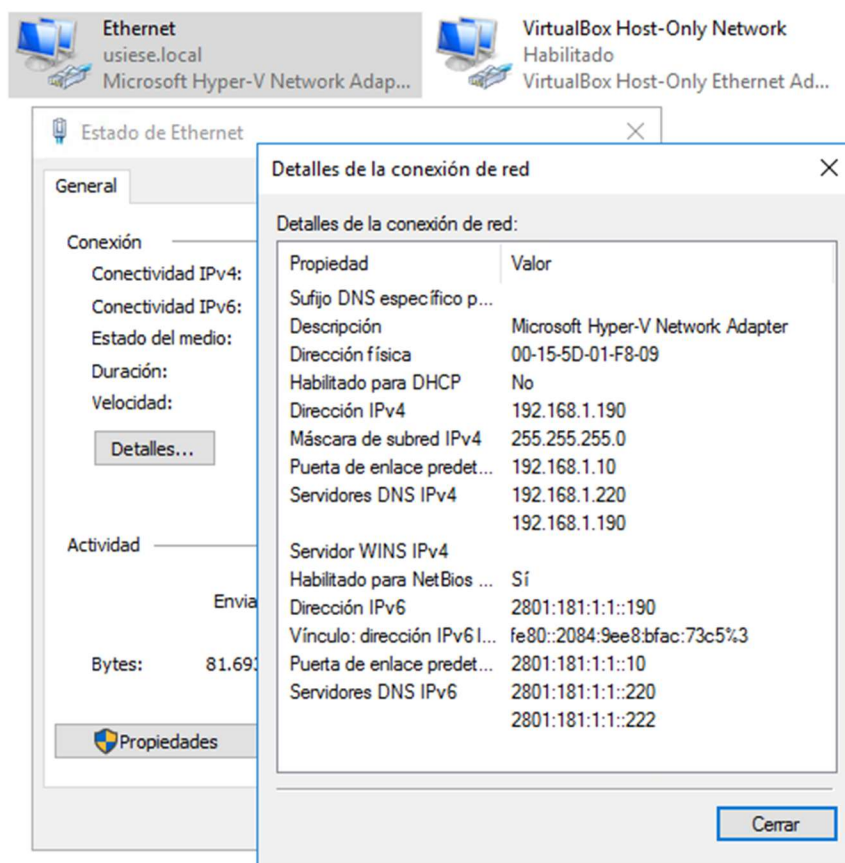 Ethernet
usiese.local
Microsoft Hyper-V Network Adap...
VirtualBox Host-Only Network
Habilitado
VirtualBox Host-Only Ethernet Ad...
Estado de Ethernet
General
Conexión
Conectividad IPv4:
Conectividad IPv6:
Estado del medio:
Duración:
Velocidad:
Detalles...
Actividad
Envia
Bytes: 81.693
Propiedades
Detalles de la conexión de red
Detalles de la conexión de red:
Propiedad Valor
Sufijo DNS específico p...
Descripción Microsoft Hyper-V Network Adapter
Dirección física 00-15-5D-01-F8-09
Habilitado para DHCP No
Dirección IPv4 192.168.1.190
Máscara de subred IPv4 255.255.255.0
Puerta de enlace predet... 192.168.1.10
Servidores DNS IPv4 192.168.1.220
192.168.1.190
Servidor WINS IPv4
Habilitado para NetBios ... Sí
Dirección IPv6 2801:181:1:1::190
Vínculo: dirección IPv6 l... fe80::2084:9ee8:bfac:73c5%3
Puerta de enlace predet... 2801:181:1:1::10
Servidores DNS IPv6 2801:181:1:1::220
2801:181:1:1::222
Cerrar